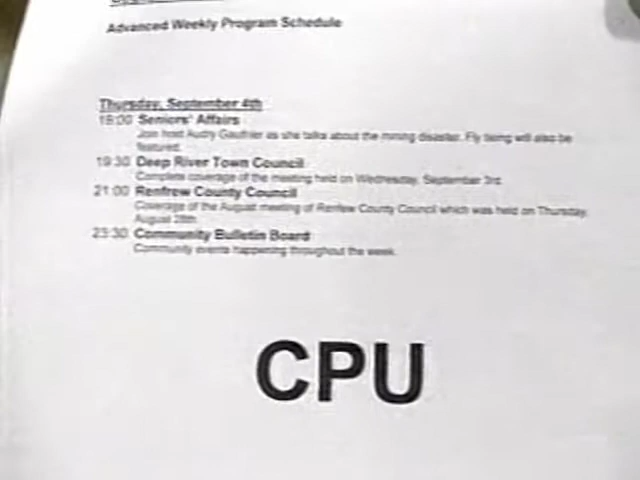 Advanced Weekly Program Schedule
Thursday, September 4th
Seniors' Affairs
Join host Audry Gauthier as she talks about the mining disaster. Fly tieing will also be
featured.
19:30 Deep River Town Council
Complete coverage of the meeting held on Wednesday, September 3rd.
21:00 Renfrew County Council
Coverage of the August meeting of Renfrew County Council which was held on Thursday,
August 28th.
23:30 Community Bulletin Board
Community events happening throughout the week.
CPU